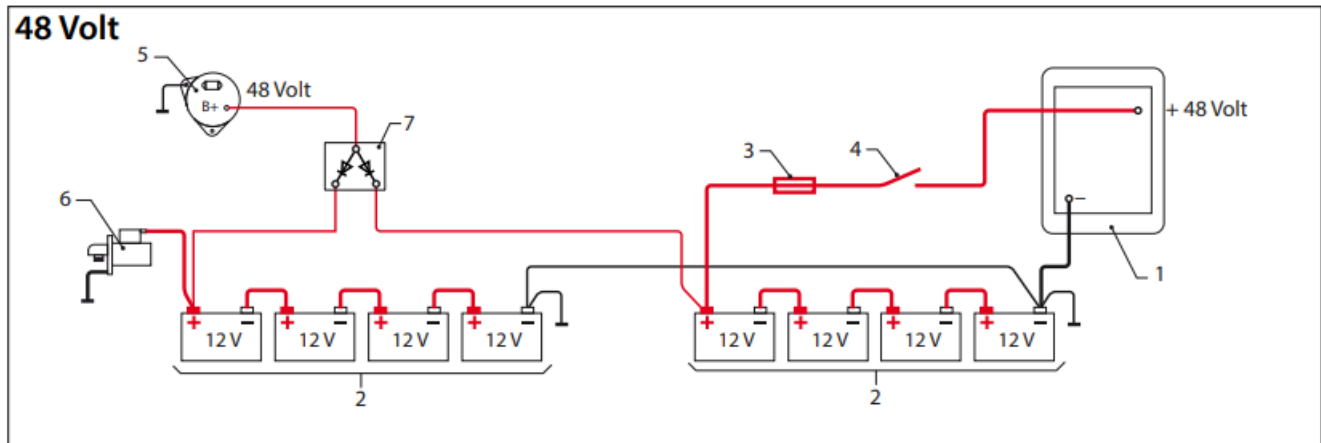 48 Volt
5
48 Volt
B+
7
+ 48 Volt
3
4
6
−
1
+ − + − + − + −
12 V 12 V 12 V 12 V
+ − + − + − + −
12 V 12 V 12 V 12 V
2
2